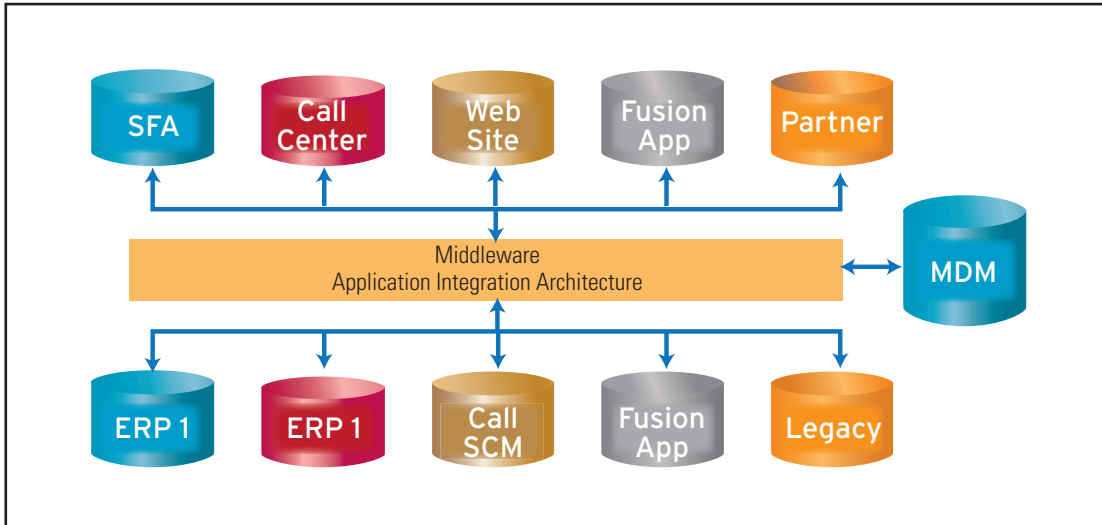 SFA
Call
Center
Web
Site
Fusion
App
Partner
Middleware
Application Integration Architecture
MDM
ERP 1
ERP 1
Call
SCM
Fusion
App
Legacy